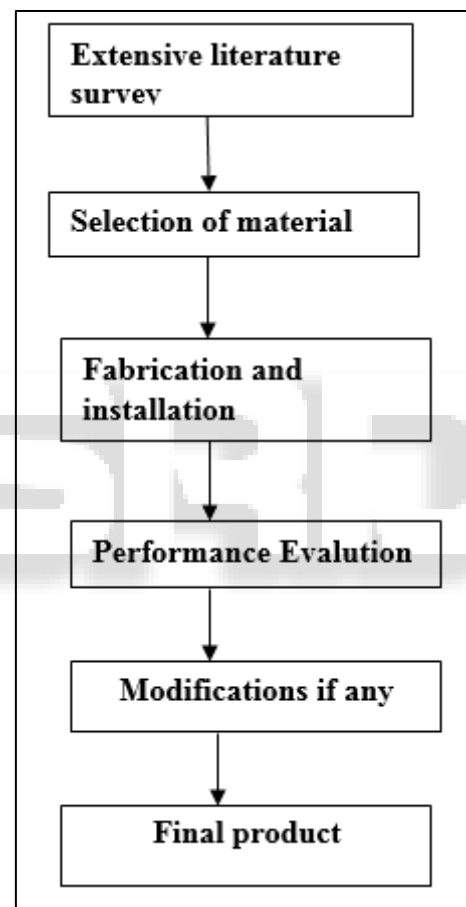 Extensive literature
survey
Selection of material
Fabrication and
installation
Performance Evalution
Modifications if any
Final product